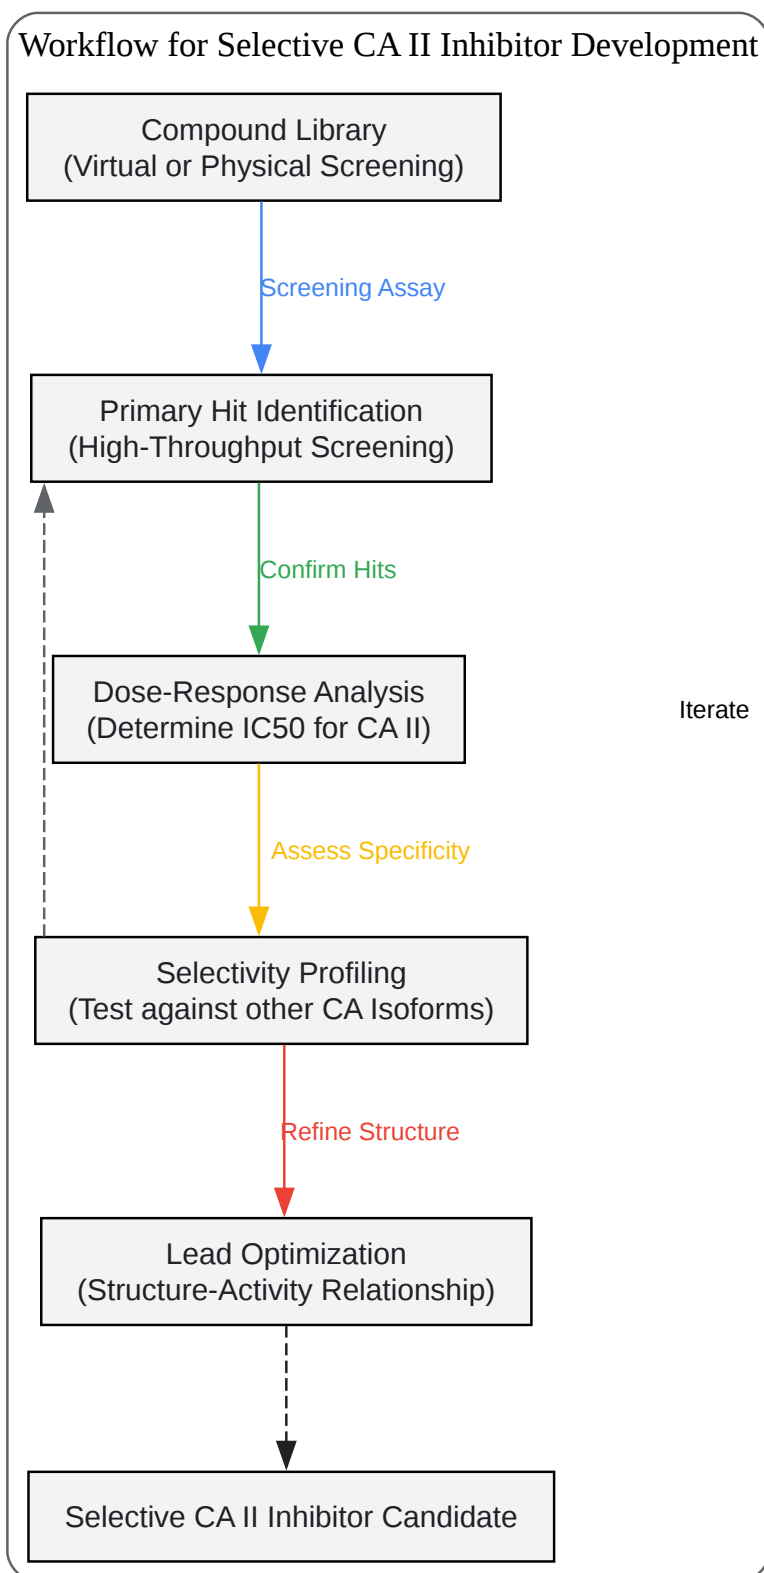 Workflow for Selective CA II Inhibitor Development
Compound Library
(Virtual or Physical Screening)
Screening Assay
Primary Hit Identification
(High-Throughput Screening)
Confirm Hits
Dose-Response Analysis
(Determine IC50 for CA II)
Iterate
Assess Specificity
Selectivity Profiling
(Test against other CA Isoforms)
Refine Structure
Lead Optimization
(Structure-Activity Relationship)
Selective CA II Inhibitor Candidate